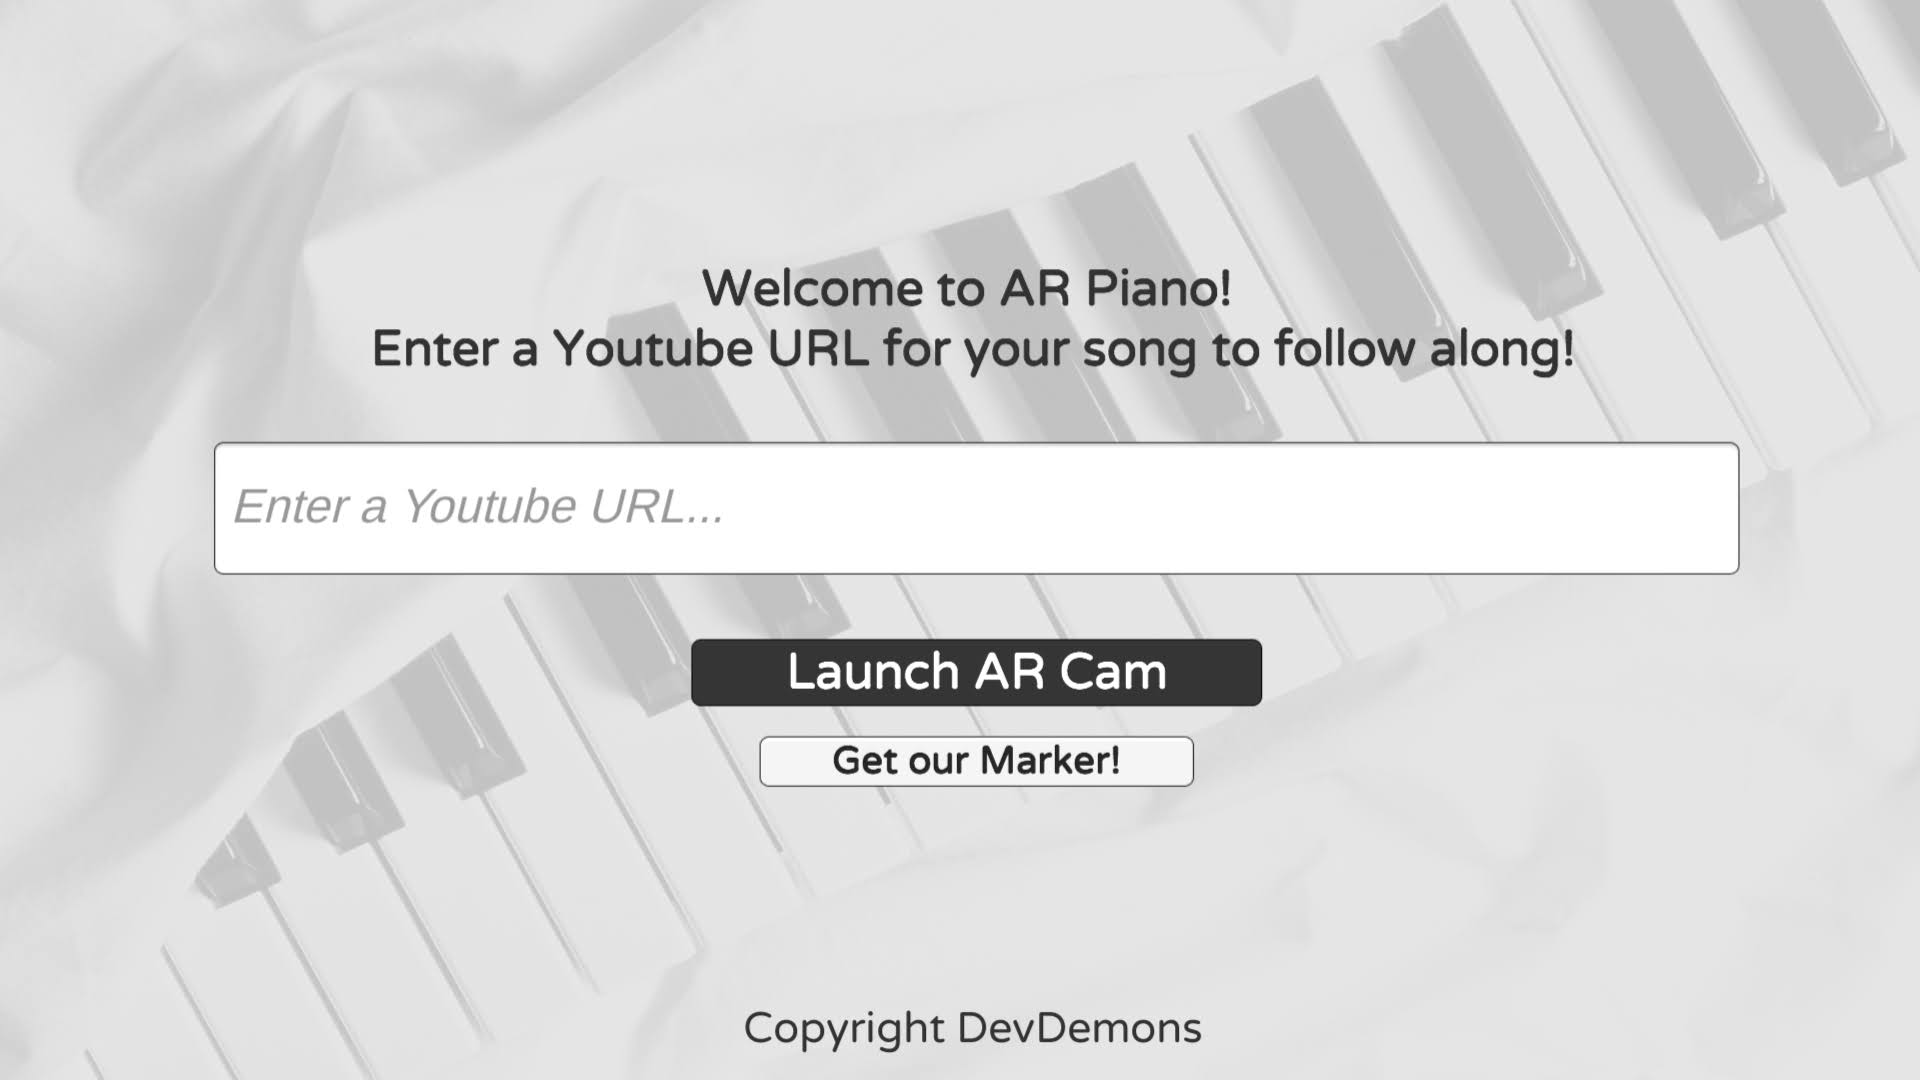 Welcome to AR Piano!
Enter a Youtube URL for your song to follow along!
Enter a Youtube URL...
Launch AR Cam
Get our Marker!
Copyright DevDemons